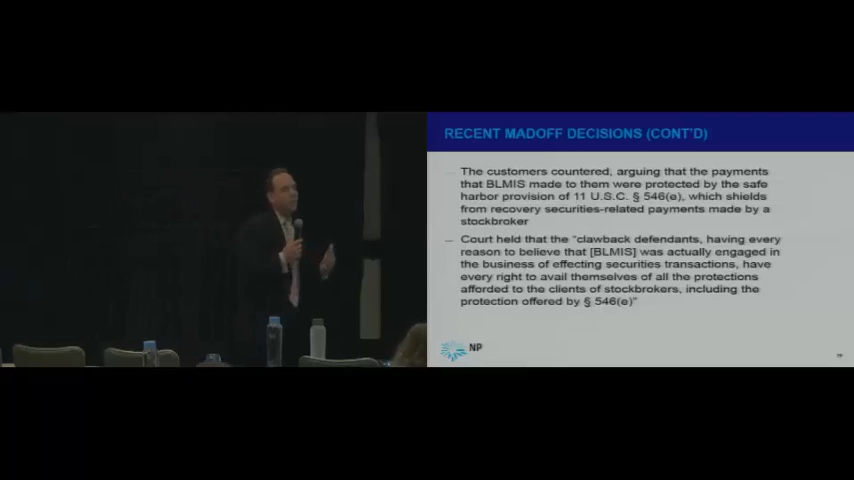 RECENT MADOFF DECISIONS (CONT'D)
The customers countered, arguing that the payments
that BLMIS made to them were protected by the safe
harbor provision of 11 U.S.C. § 546(e), which shields
from recovery securities-related payments made by a
stockbroker
– Court held that the "clawback defendants, having every
reason to believe that [BLMIS] was actually engaged in
the business of effecting securities transactions, have
every right to avail themselves of all the protections
afforded to the clients of stockbrokers, including the
protection offered by § 546(e)"
NP